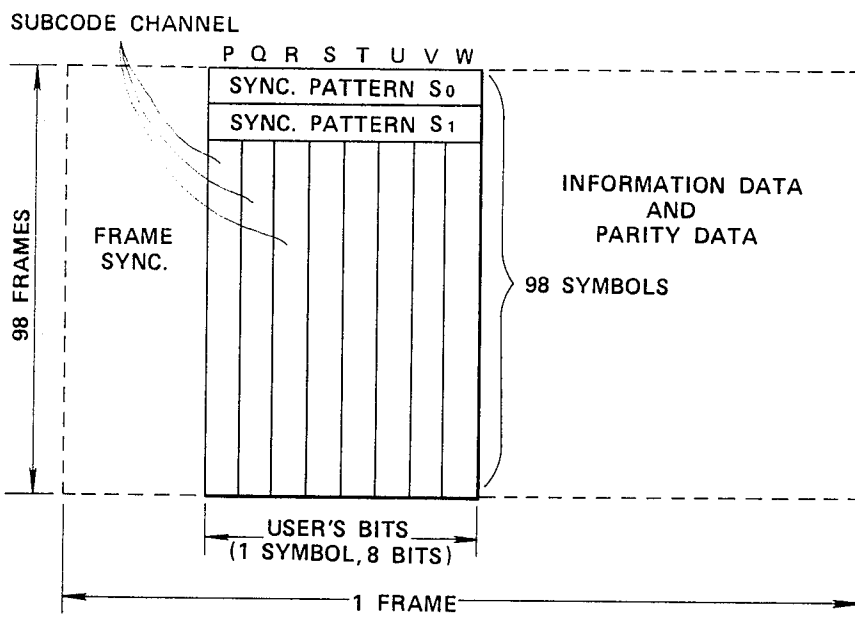 SUBCODE CHANNEL
P Q R S T U V W
SYNC. PATTERN S₀
SYNC. PATTERN S₁
98 FRAMES
FRAME
SYNC.
INFORMATION DATA
AND
PARITY DATA
98 SYMBOLS
USER'S BITS
(1 SYMBOL, 8 BITS)
1 FRAME